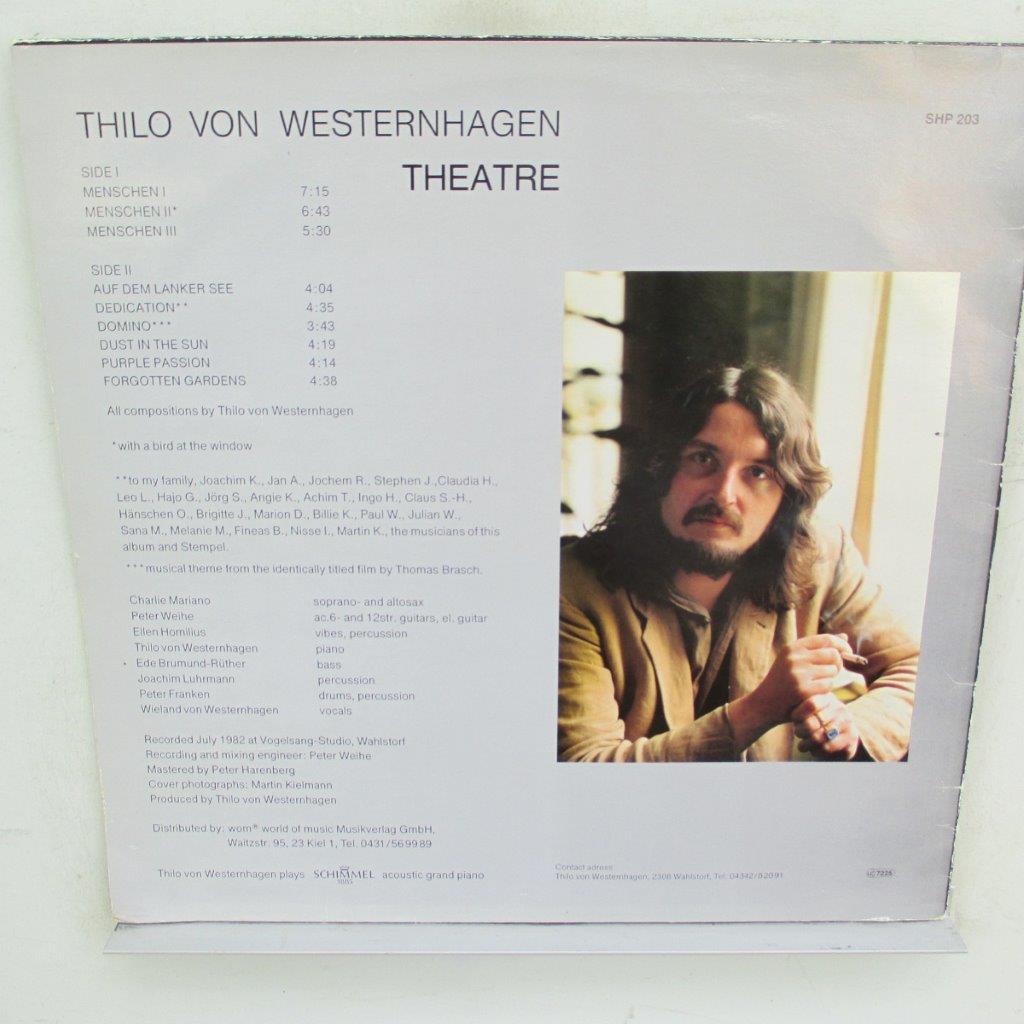 THILO VON WESTERNHAGEN
SHP 203
THEATRE
SIDE I
MENSCHEN I 7:15
MENSCHEN II* 6:43
MENSCHEN III 5:30
SIDE II
AUF DEM LANKER SEE 4:04
DEDICATION** 4:35
DOMINO*** 3:43
DUST IN THE SUN 4:19
PURPLE PASSION 4:14
FORGOTTEN GARDENS 4:38
All compositions by Thilo von Westernhagen
*with a bird at the window
**to my family, Joachim K., Jan A., Jochem R., Stephen J.,Claudia H.,
Leo L., Hajo G., Jörg S., Angie K., Achim T., Ingo H., Claus S.-H.,
Hänschen O., Brigitte J., Marion D., Billie K., Paul W., Julian W.,
Sana M., Melanie M., Fineas B., Nisse I., Martin K., the musicians of this
album and Stempel.
***musical theme from the identically titled film by Thomas Brasch.
Charlie Mariano soprano- and altosax
Peter Weihe ac.6- and 12str. guitars, el. guitar
Ellen Homilius vibes, percussion
Thilo von Westernhagen piano
Ede Brumund-Rüther bass
Joachim Luhrmann percussion
Peter Franken drums, percussion
Wieland von Westernhagen vocals
Recorded July 1982 at Vogelsang-Studio, Wahlstorf
Recording and mixing engineer: Peter Weihe
Mastered by Peter Harenberg
Cover photographs: Martin Kielmann
Produced by Thilo von Westernhagen
Distributed by: wom® world of music Musikverlag GmbH,
Waitzstr. 95, 23 Kiel 1, Tel. 0431/569989
Thilo von Westernhagen plays SCHIMMEL 1885 acoustic grand piano
Contact adress:
Thilo von Westernhagen, 2308 Wahlstorf, Tel. 04342/82091
LC 7225